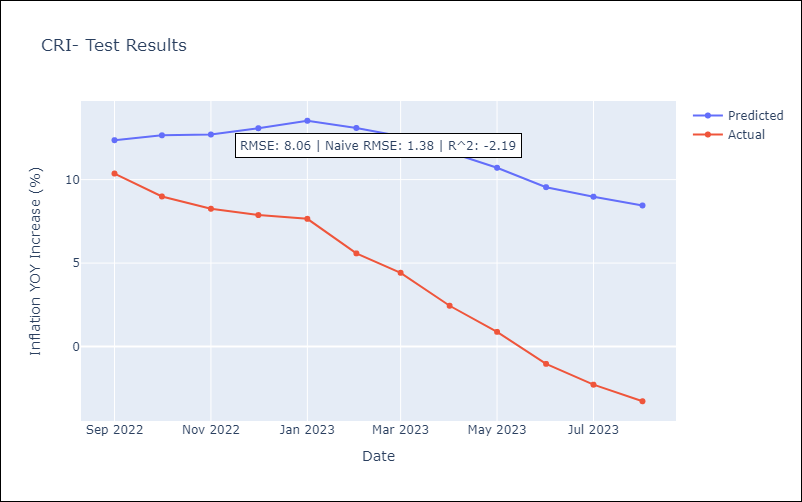 CRI- Test Results
Predicted
Actual
RMSE: 8.06 | Naive RMSE: 1.38 | R^2: -2.19
Inflation YOY Increase (%)
10
5
0
Sep 2022
Nov 2022
Jan 2023
Mar 2023
May 2023
Jul 2023
Date